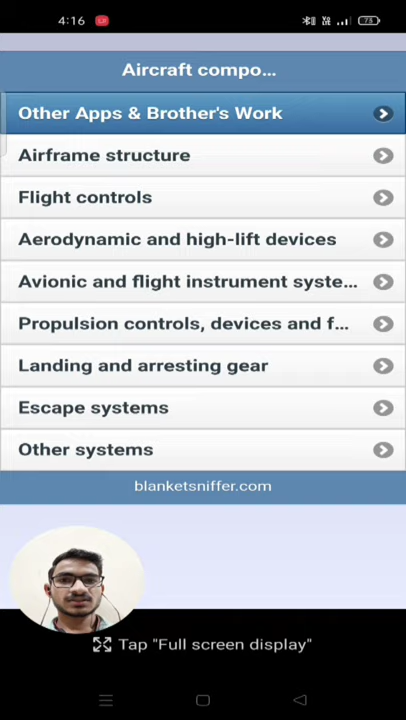 4:16
73
Aircraft compo...
Other Apps & Brother's Work
Airframe structure
Flight controls
Aerodynamic and high-lift devices
Avionic and flight instrument syste...
Propulsion controls, devices and f...
Landing and arresting gear
Escape systems
Other systems
blanketsniffer.com
Tap "Full screen display"